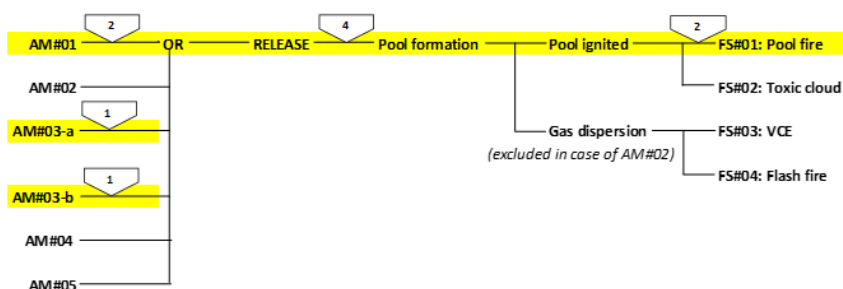 2 4 2
AM#01 OR RELEASE Pool formation Pool ignited FS#01: Pool fire
AM#02 FS#02: Toxic cloud
1
AM#03-a Gas dispersion FS#03: VCE
(excluded in case of AM#02)
1 FS#04: Flash fire
AM#03-b
AM#04
AM#05